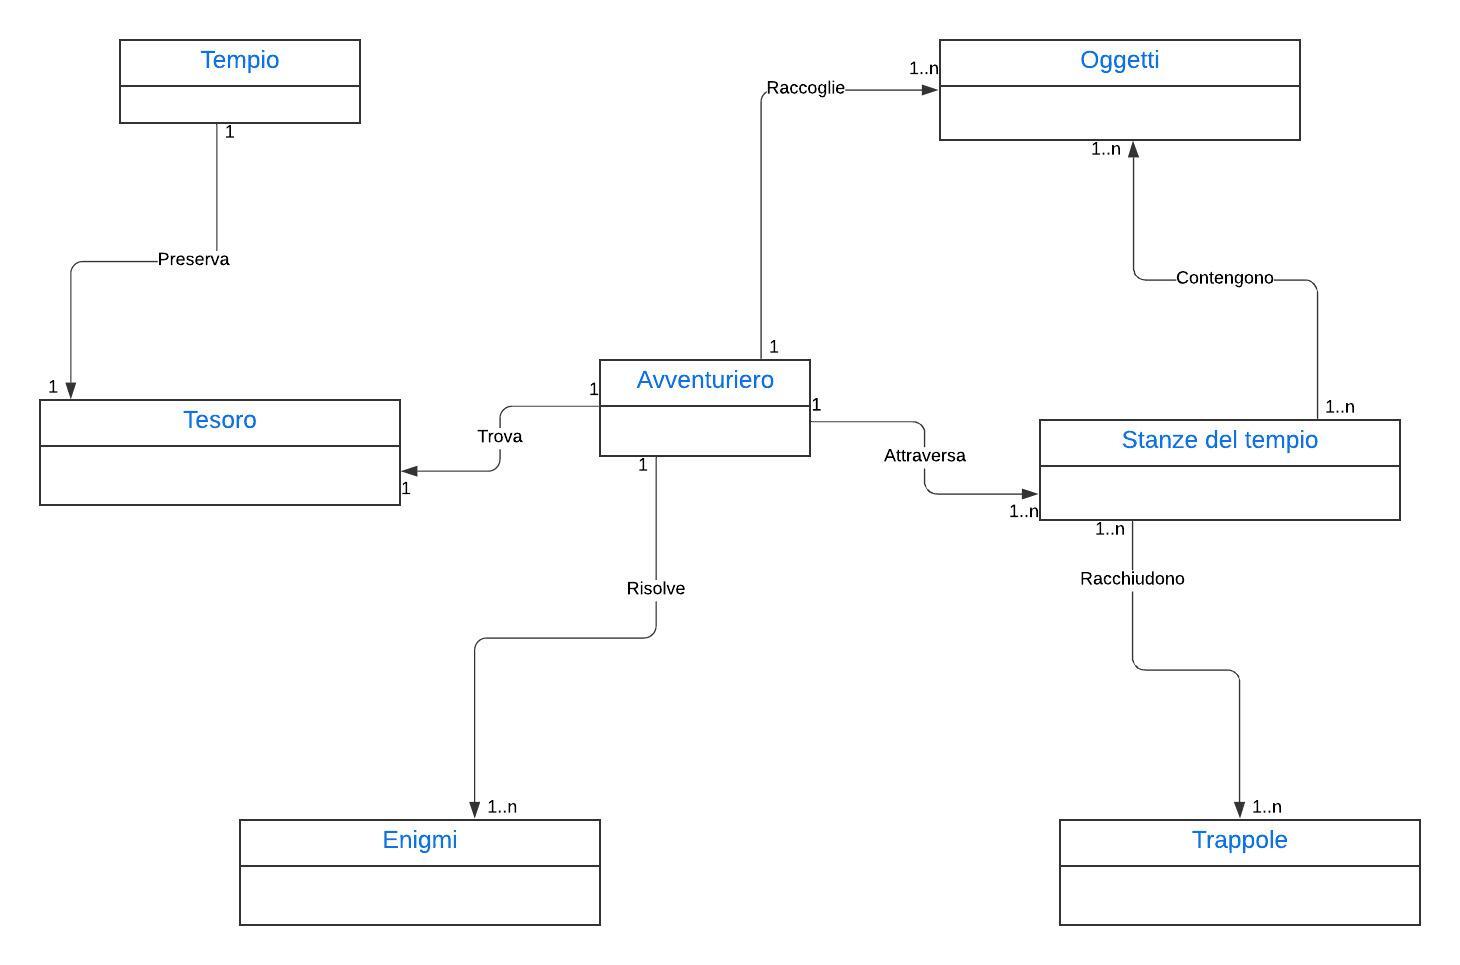 Tempio
1
Preserva
1
Tesoro
Oggetti
1..n
Raccoglie
1..n
1
Contengono
Avventuriero
1
1
Trova
1
1
Attraversa
1..n
1..n
Stanze del tempio
1..n
Racchiudono
Risolve
1..n
1..n
Enigmi
Trappole